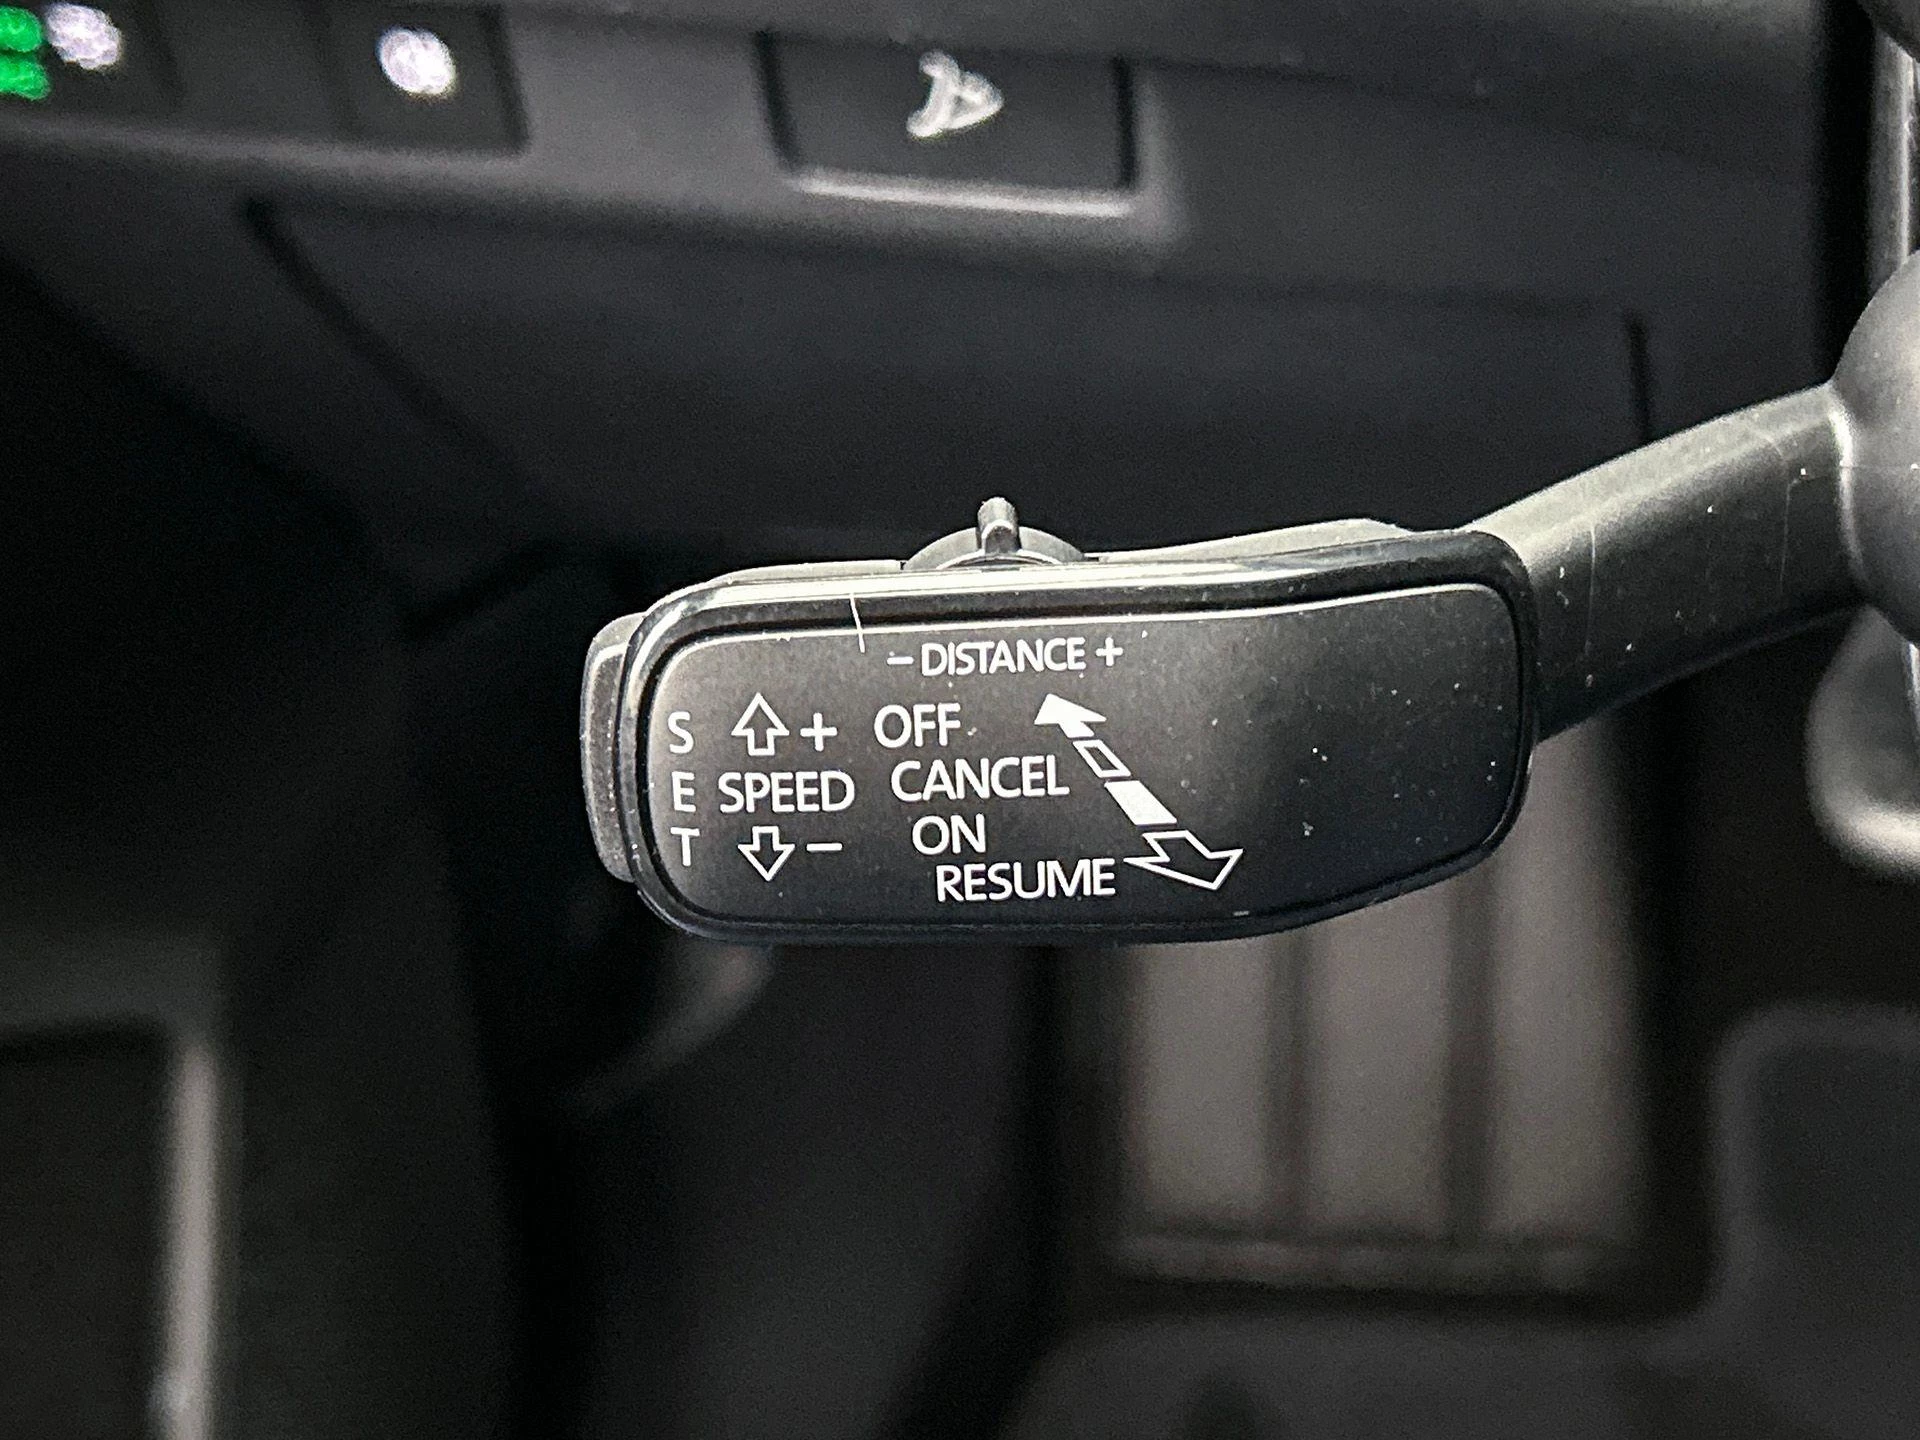 – DISTANCE +
S + OFF
E SPEED CANCEL
T – ON
RESUME